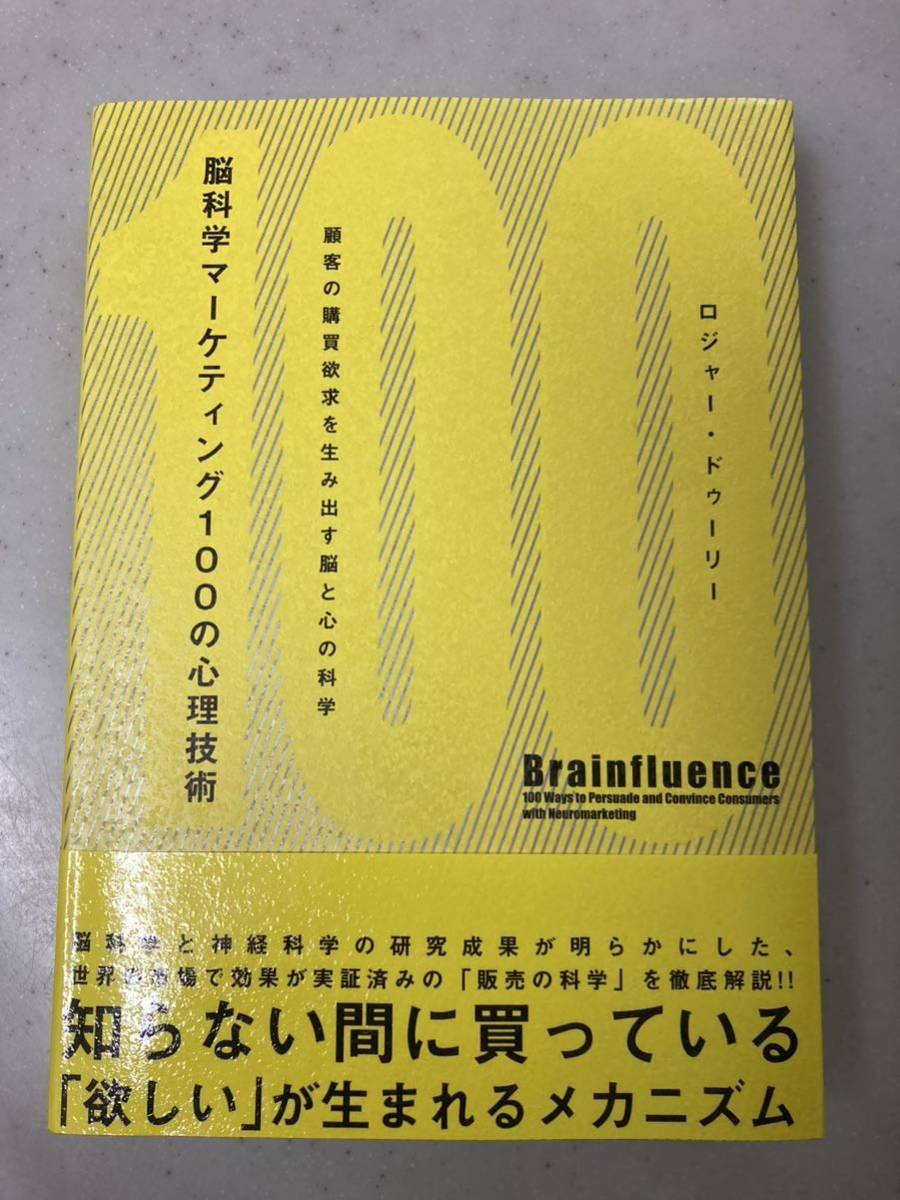 100
ロジャー・ドゥーリー
顧客の購買欲求を生み出す脳と心の科学
脳科学マーケティング100の心理技術
Brainfluence
100 Ways to Persuade and Convince Consumers
with Neuromarketing
脳科学と神経科学の研究成果が明らかにした、
世界の市場で効果が実証済みの「販売の科学」を徹底解説!!
知らない間に買っている
「欲しい」が生まれるメカニズム